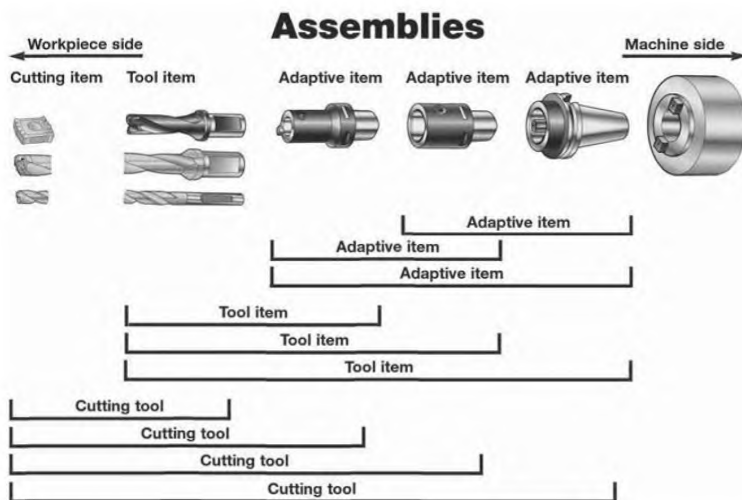 Assemblies
Workpiece side
Machine side
Cutting item
Tool item
Adaptive item
Adaptive item
Adaptive item
Adaptive item
Adaptive item
Adaptive item
Tool item
Tool item
Tool item
Cutting tool
Cutting tool
Cutting tool
Cutting tool